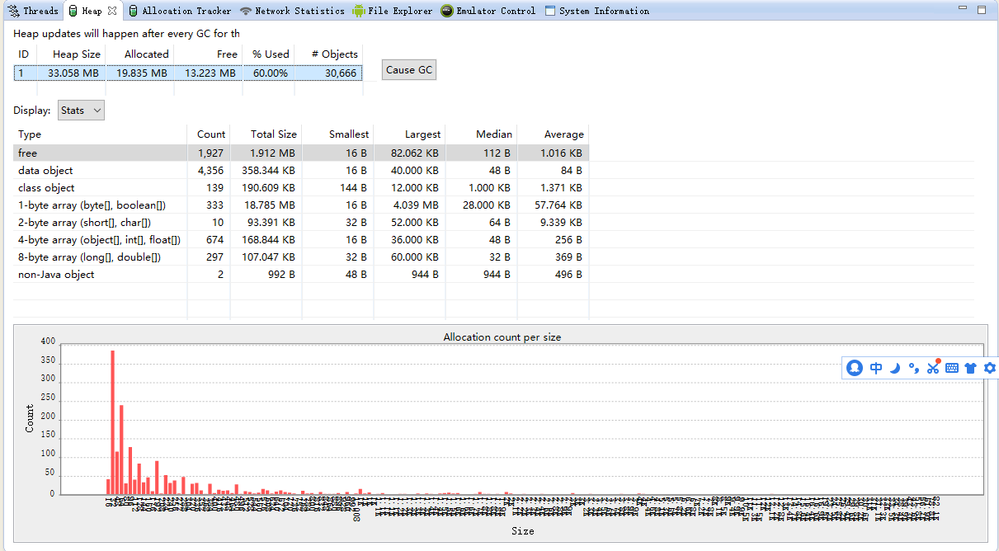 Threads Heap Allocation Tracker Network Statistics File Explorer Emulator Control System Information
Heap updates will happen after every GC for th
ID Heap Size Allocated Free % Used # Objects
1 33.058 MB 19.835 MB 13.223 MB 60.00% 30,666
Cause GC
Display: Stats
Type Count Total Size Smallest Largest Median Average
free 1,927 1.912 MB 16 B 82.062 KB 112 B 1.016 KB
data object 4,356 358.344 KB 16 B 40.000 KB 48 B 84 B
class object 139 190.609 KB 144 B 12.000 KB 1.000 KB 1.371 KB
1-byte array (byte[], boolean[]) 333 18.785 MB 16 B 4.039 MB 28.000 KB 57.764 KB
2-byte array (short[], char[]) 10 93.391 KB 32 B 52.000 KB 64 B 9.339 KB
4-byte array (object[], int[], float[]) 674 168.844 KB 16 B 36.000 KB 48 B 256 B
8-byte array (long[], double[]) 297 107.047 KB 32 B 60.000 KB 32 B 369 B
non-Java object 2 992 B 48 B 944 B 944 B 496 B
Allocation count per size
400
350
300
250
200
150
100
50
0
Count
中
Size